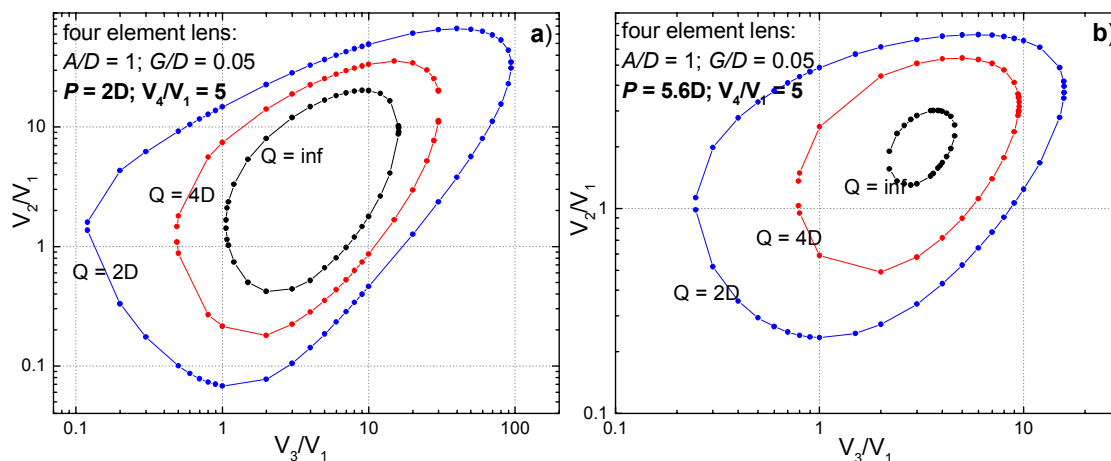 four element lens: a)
A/D = 1; G/D = 0.05
P = 2D; V4/V1 = 5
10
1
0.1
V2/V1
Q = inf
Q = 4D
Q = 2D
0.1 1 10 100
V3/V1
four element lens: b)
A/D = 1; G/D = 0.05
P = 5.6D; V4/V1 = 5
1
0.1
V2/V1
Q = inf
Q = 4D
Q = 2D
0.1 1 10
V3/V1